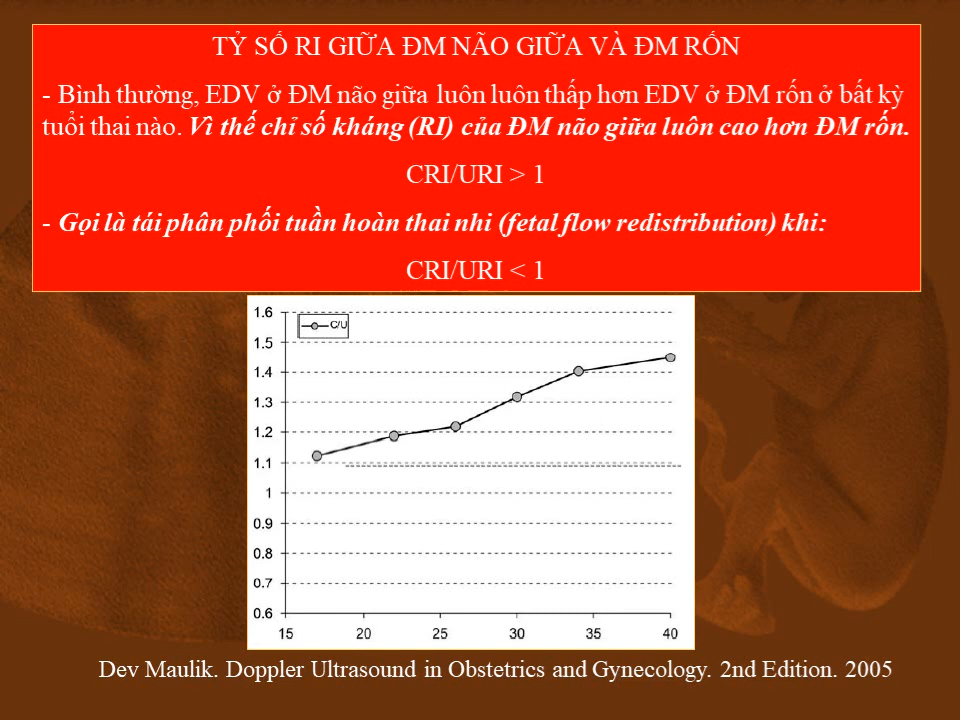 TỶ SỐ RI GIỮA ĐM NÃO GIỮA VÀ ĐM RỐN
- Bình thường, EDV ở ĐM não giữa luôn luôn thấp hơn EDV ở ĐM rốn ở bất kỳ
tuổi thai nào. Vì thế chỉ số kháng (RI) của ĐM não giữa luôn cao hơn ĐM rốn.
CRI/URI > 1
- Gọi là tái phân phối tuần hoàn thai nhi (fetal flow redistribution) khi:
CRI/URI < 1
C/U
1.6
1.5
1.4
1.3
1.2
1.1
1
0.9
0.8
0.7
0.6
15 20 25 30 35 40
Dev Maulik. Doppler Ultrasound in Obstetrics and Gynecology. 2nd Edition. 2005